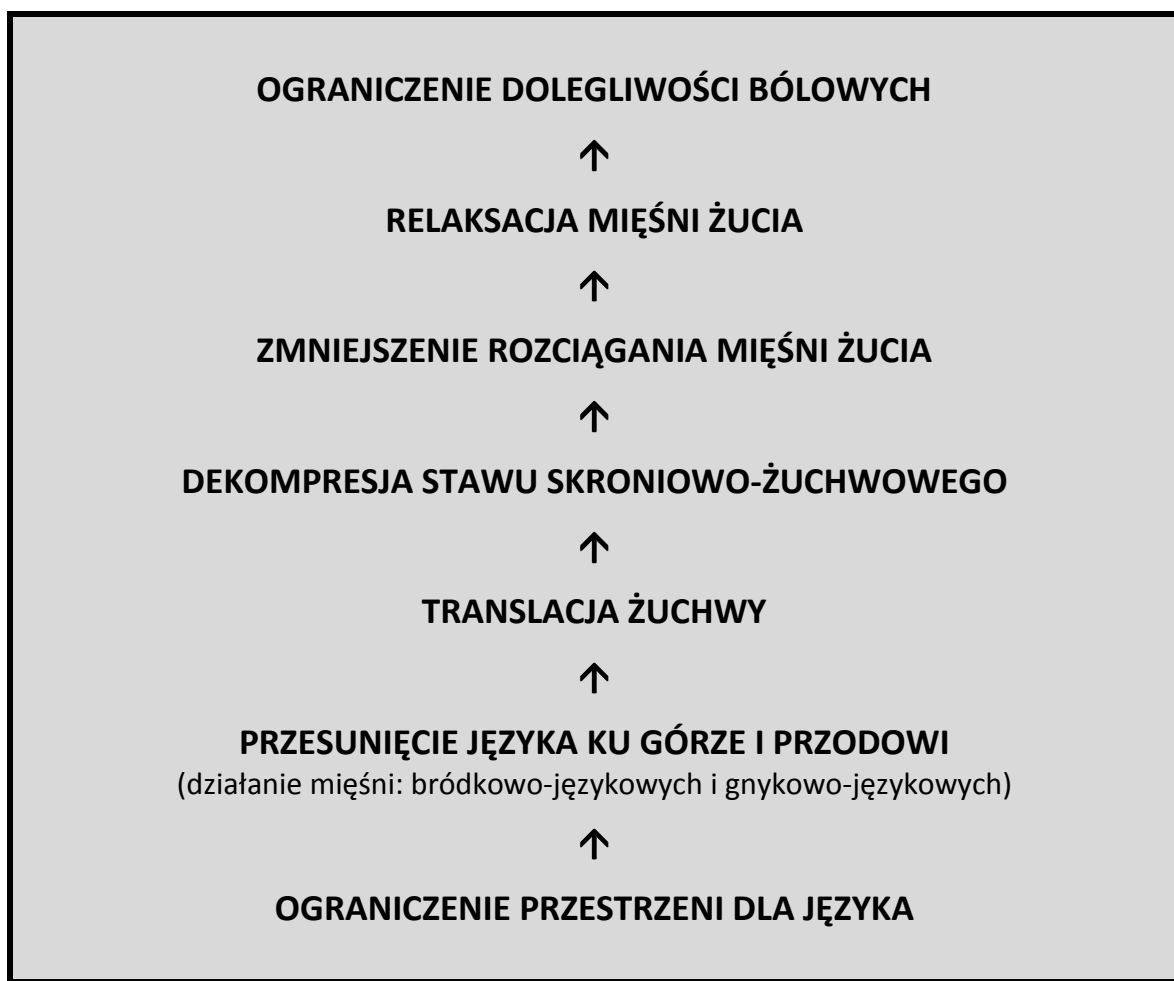 OGRANICZENIE DOLEGLIWOŚCI BÓLOWYCH
↑
RELAKSACJA MIĘŚNI ŻUCIA
↑
ZMNIEJSZENIE ROZCIĄGANIA MIĘŚNI ŻUCIA
↑
DEKOMPRESJA STAWU SKRONIOWO-ŻUCHWOWEGO
↑
TRANSLACJA ŻUCHWY
↑
PRZESUNIĘCIE JĘZYKA KU GÓRZE I PRZODOWI
(działanie mięśni: bródkowo-językowych i gnykowo-językowych)
↑
OGRANICZENIE PRZESTRZENI DLA JĘZYKA